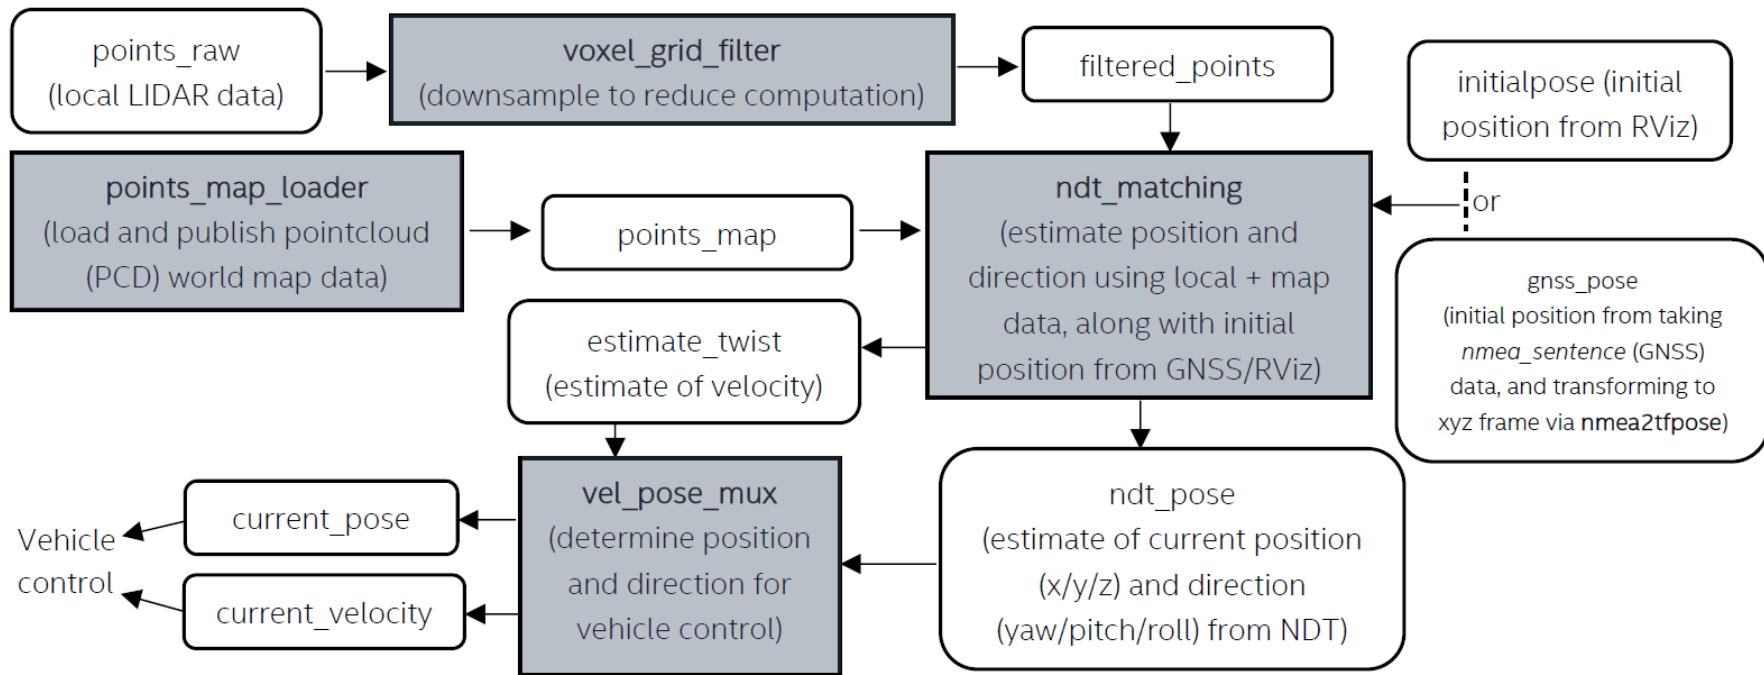 points_raw
(local LIDAR data)
voxel_grid_filter
(downsample to reduce computation)
filtered_points
initialpose (initial
position from RViz)
or
gnss_pose
(initial position from taking
nmea_sentence (GNSS)
data, and transforming to
xyz frame via nmea2tfpose)
points_map_loader
(load and publish pointcloud
(PCD) world map data)
points_map
ndt_matching
(estimate position and
direction using local + map
data, along with initial
position from GNSS/RViz)
estimate_twist
(estimate of velocity)
ndt_pose
(estimate of current position
(x/y/z) and direction
(yaw/pitch/roll) from NDT)
vel_pose_mux
(determine position
and direction for
vehicle control)
current_pose
current_velocity
Vehicle
control